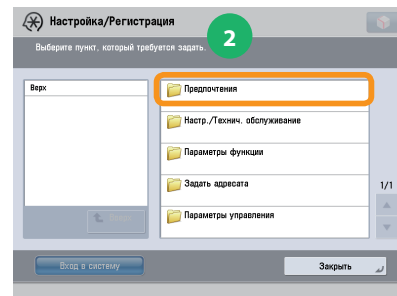 Настройка/Регистрация
Выберите пункт, который требуется задать.
2
Верх
Предпочтения
Настр./Технич. обслуживание
Параметры функции
Задать адресата
Параметры управления
1/1
Вверх
Вход в систему
Закрыть